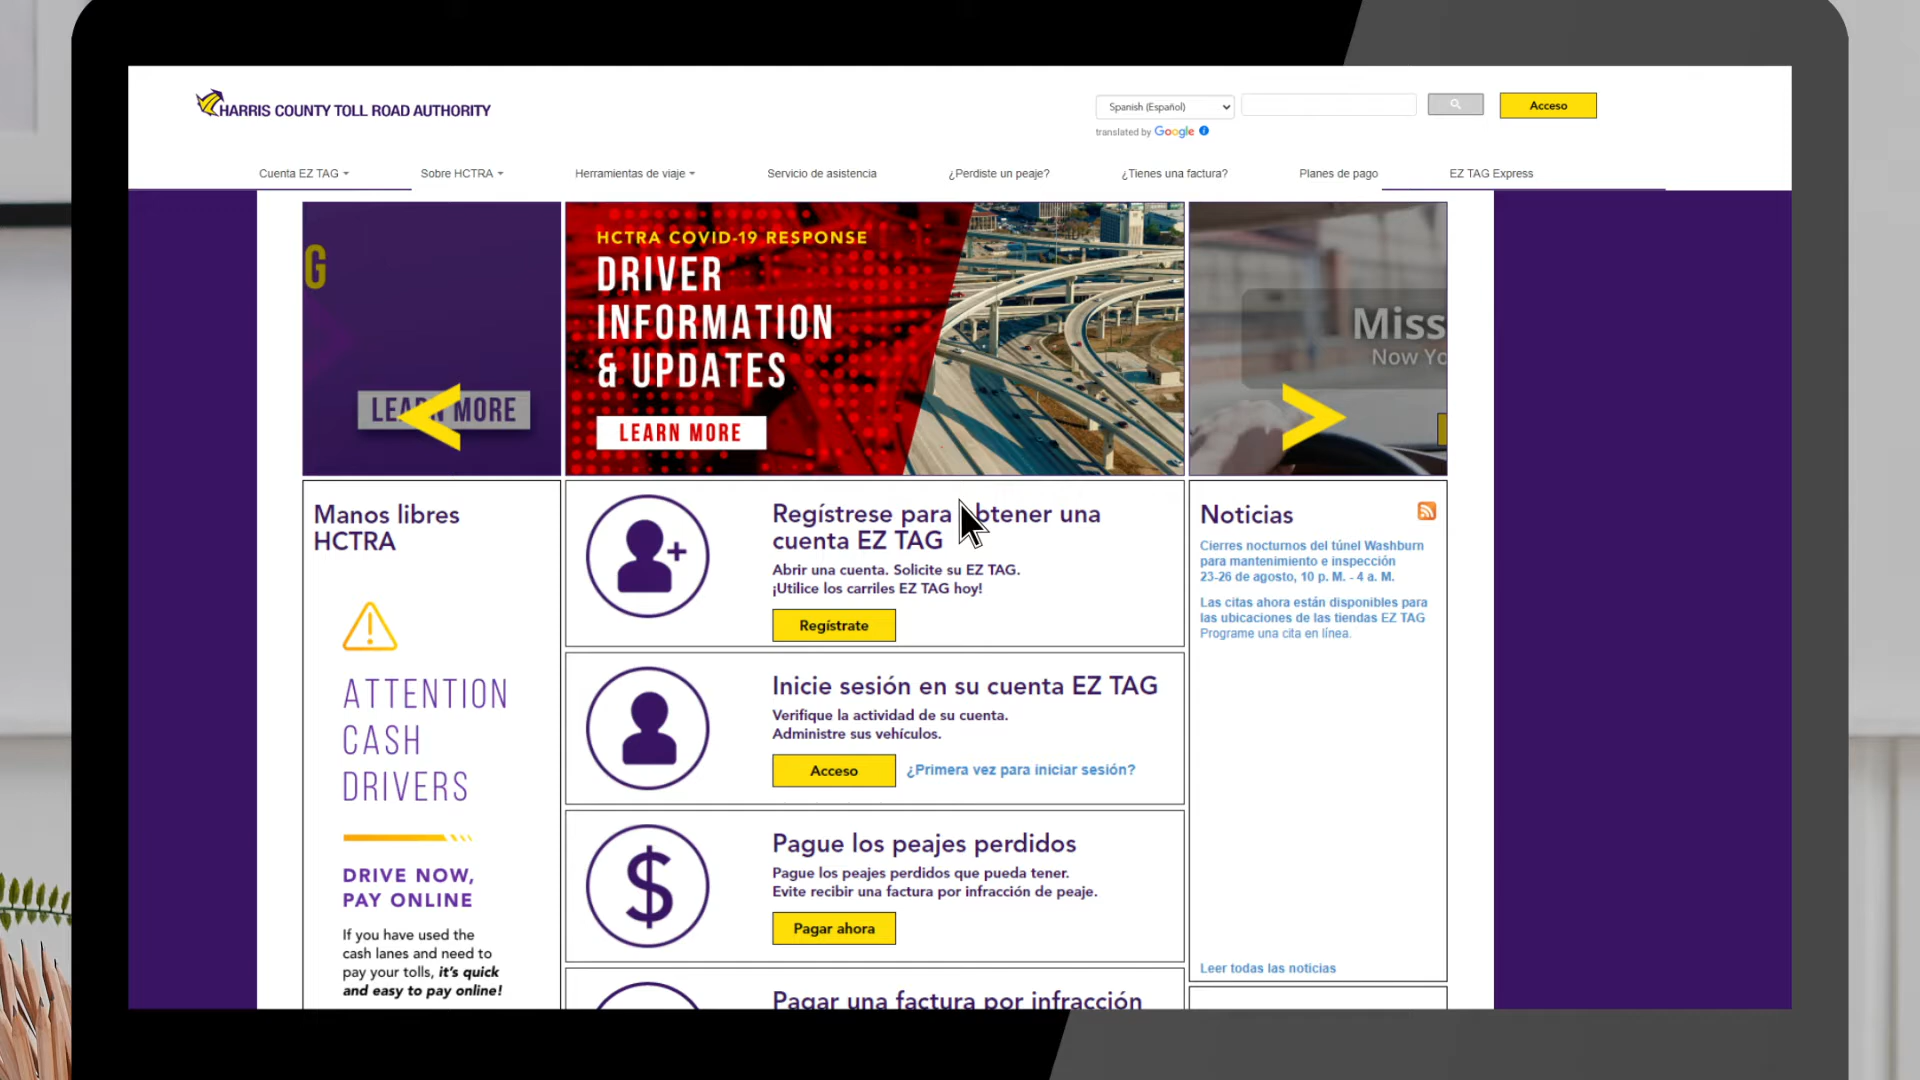 HARRIS COUNTY TOLL ROAD AUTHORITY
Spanish (Español)
Acceso
translated by Google
Cuenta EZ TAG
Sobre HCTRA
Herramientas de viaje
Servicio de asistencia
¿Perdiste un peaje?
¿Tienes una factura?
Planes de pago
EZ TAG Express
G
LEARN MORE
HCTRA COVID-19 RESPONSE
DRIVER
INFORMATION
& UPDATES
LEARN MORE
Miss
Now Yo
Manos libres
HCTRA
ATTENTION
CASH
DRIVERS
DRIVE NOW,
PAY ONLINE
If you have used the
cash lanes and need to
pay your tolls, it's quick
and easy to pay online!
Regístrese para obtener una
cuenta EZ TAG
Abrir una cuenta. Solicite su EZ TAG.
¡Utilice los carriles EZ TAG hoy!
Regístrate
Inicie sesión en su cuenta EZ TAG
Verifique la actividad de su cuenta.
Administre sus vehículos.
Acceso
¿Primera vez para iniciar sesión?
Pague los peajes perdidos
Pague los peajes perdidos que pueda tener.
Evite recibir una factura por infracción de peaje.
Pagar ahora
Pagar una factura por infracción
Noticias
Cierres nocturnos del túnel Washburn
para mantenimiento e inspección
23-26 de agosto, 10 p. M. - 4 a. M.
Las citas ahora están disponibles para
las ubicaciones de las tiendas EZ TAG
Programe una cita en línea.
Leer todas las noticias